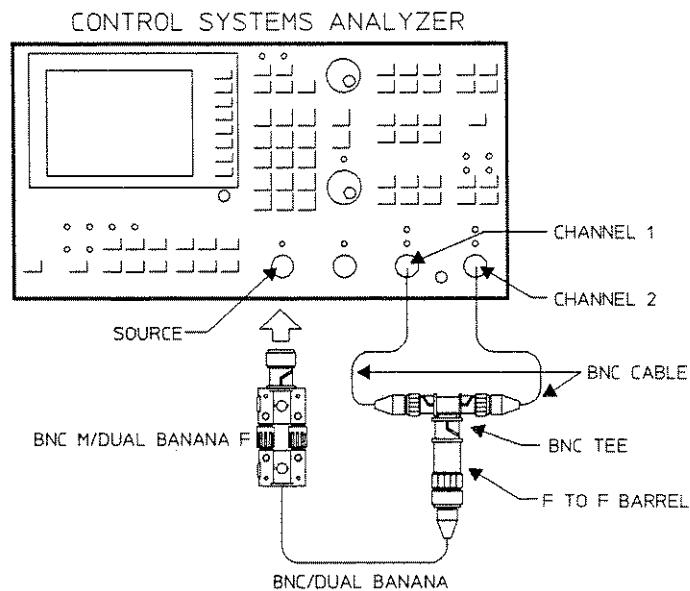 CONTROL SYSTEMS ANALYZER
CHANNEL 1
CHANNEL 2
SOURCE
BNC CABLE
BNC M/DUAL BANANA F
BNC TEE
F TO F BARREL
BNC/DUAL BANANA